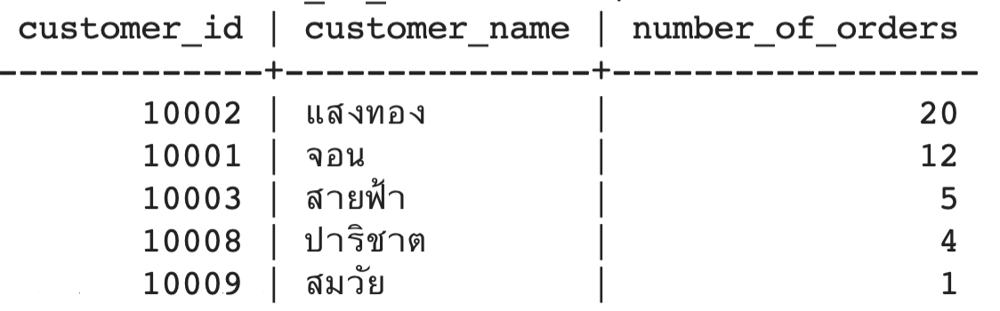 customer_id | customer_name | number_of_orders
-------------+---------------+------------------
10002 | แสงทอง | 20
10001 | จอน | 12
10003 | สายฟ้า | 5
10008 | ปาริชาต | 4
10009 | สมวัย | 1